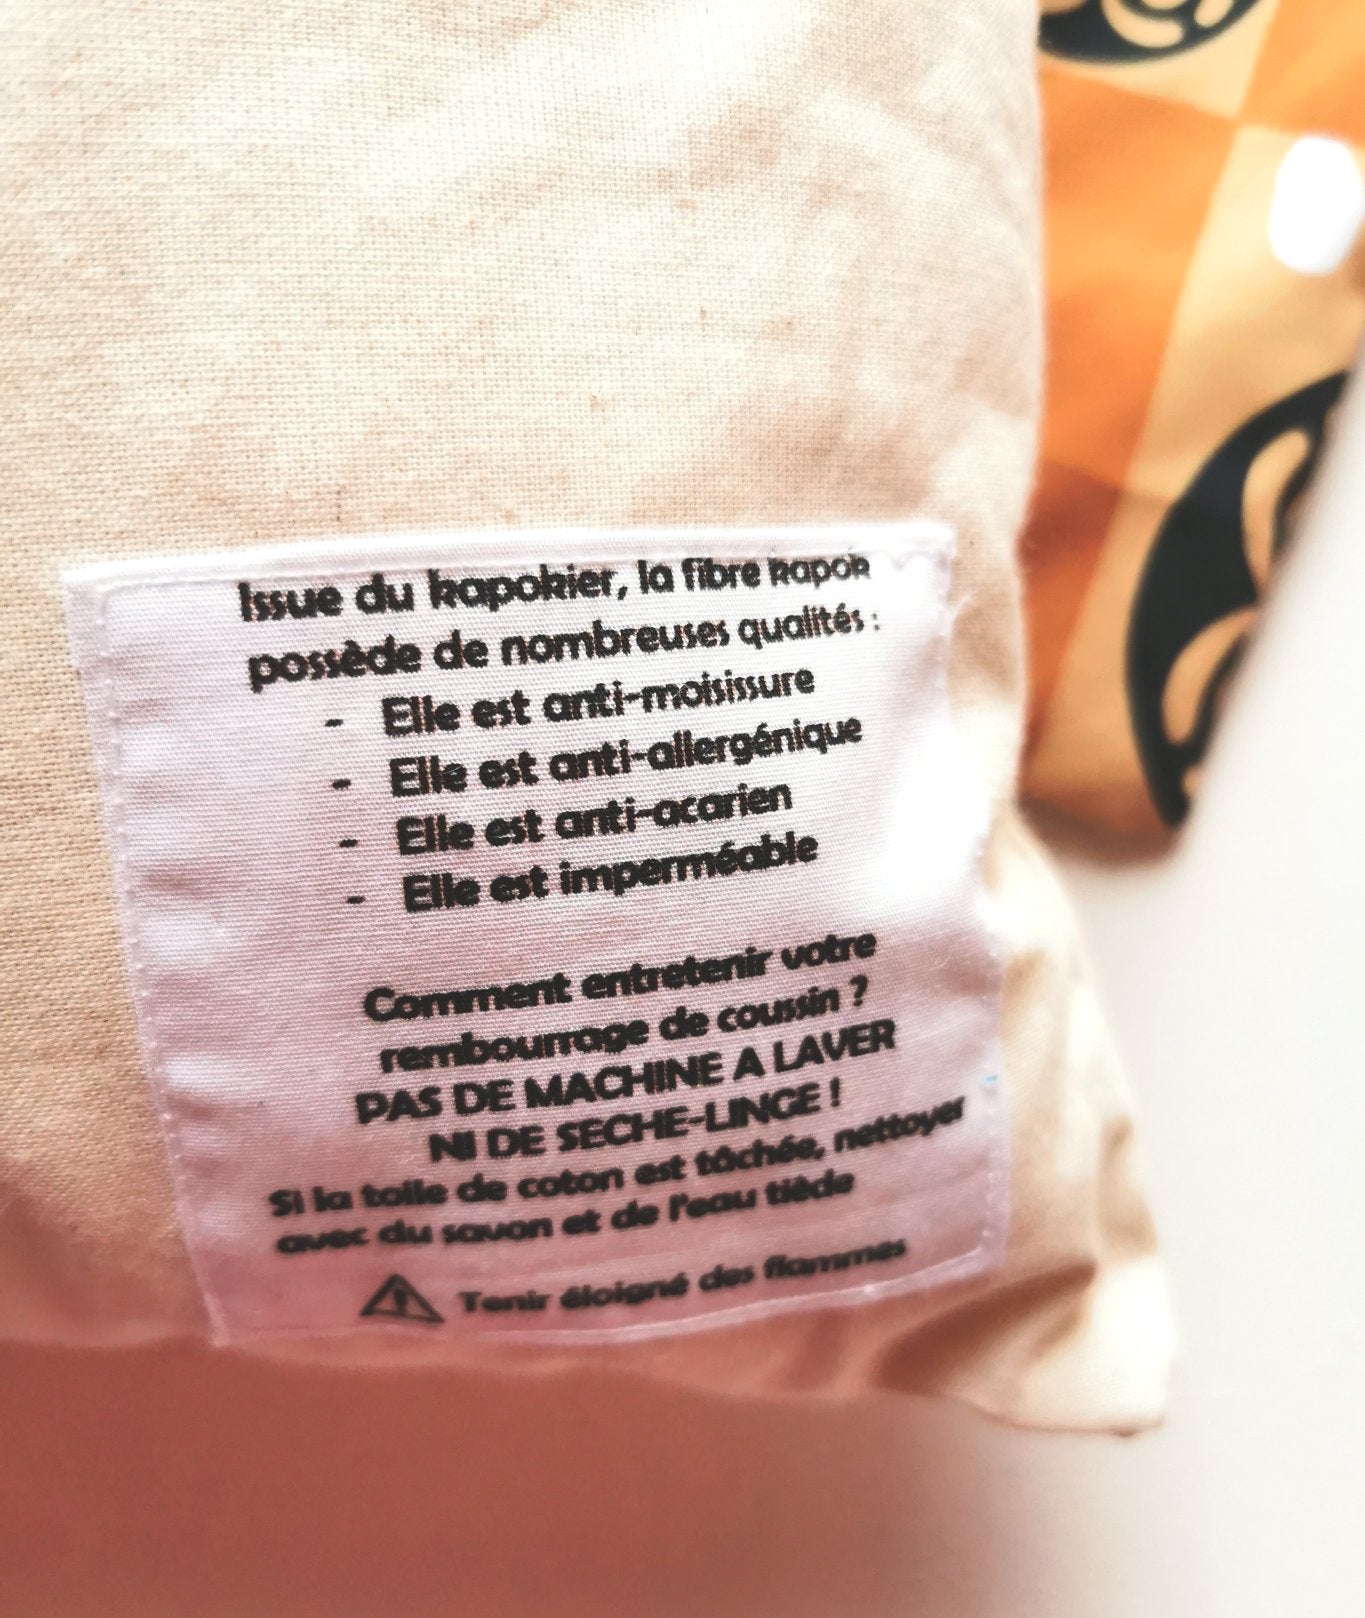 Issue du kapokier, la fibre kapok
possède de nombreuses qualités :
- Elle est anti-moisissure
- Elle est anti-allergénique
- Elle est anti-acarien
- Elle est imperméable
Comment entretenir votre
rembourrage de coussin ?
PAS DE MACHINE A LAVER
NI DE SECHE-LINGE !
Si la toile de coton est tâchée, nettoyer
avec du savon et de l'eau tiède
Tenir éloigné des flammes